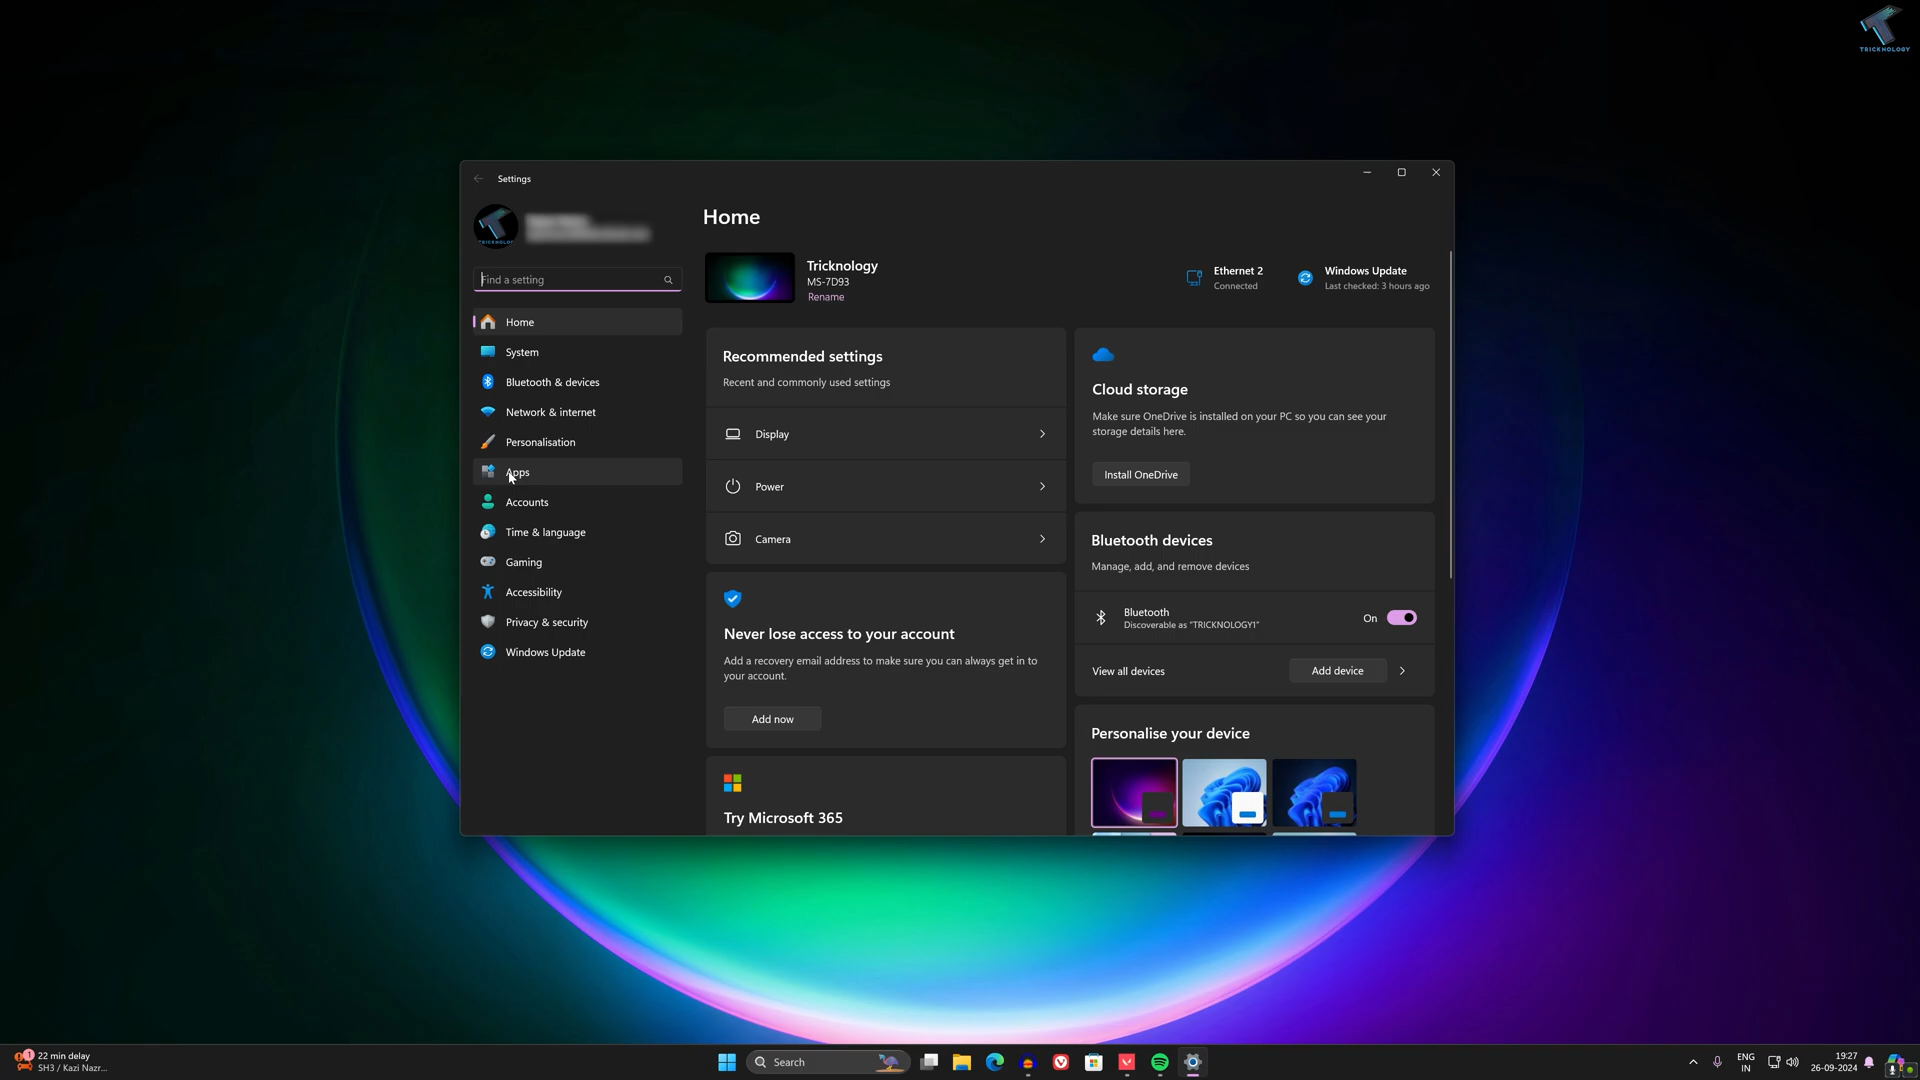 TRICKNOLOGY
Settings
TRICKNOLOGY
Find a setting
Home
System
Bluetooth & devices
Network & internet
Personalisation
Apps
Accounts
Time & language
Gaming
Accessibility
Privacy & security
Windows Update
Home
Tricknology
MS-7D93
Rename
Ethernet 2
Connected
Windows Update
Last checked: 3 hours ago
Recommended settings
Recent and commonly used settings
Display
Power
Camera
Never lose access to your account
Add a recovery email address to make sure you can always get in to
your account.
Add now
Try Microsoft 365
Cloud storage
Make sure OneDrive is installed on your PC so you can see your
storage details here.
Install OneDrive
Bluetooth devices
Manage, add, and remove devices
Bluetooth
Discoverable as "TRICKNOLOGY1"
On
View all devices
Add device
Personalise your device
1
22 min delay
SH3 / Kazi Nazr...
Search
ENG
IN
19:27
26-09-2024